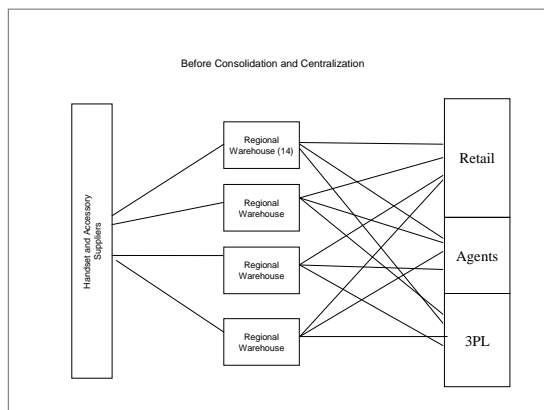 Before Consolidation and Centralization
Handset and Accessory
Suppliers
Regional
Warehouse (14)
Regional
Warehouse
Regional
Warehouse
Regional
Warehouse
Retail
Agents
3PL